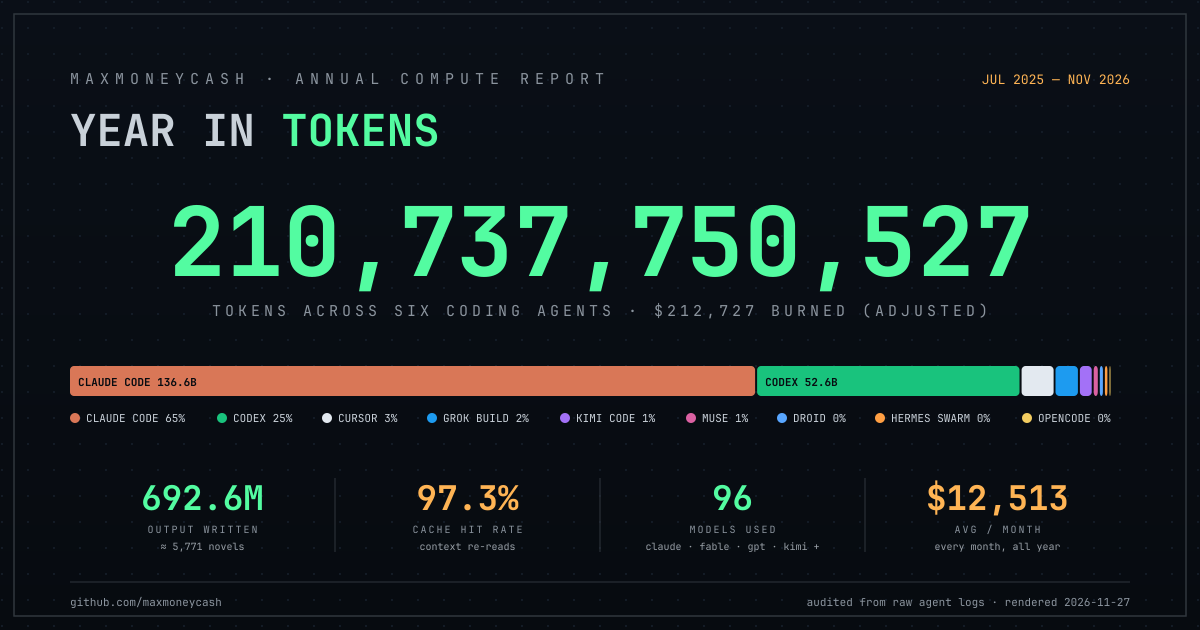 MAXMONEYCASH · ANNUAL COMPUTE REPORT
JUL 2025 — NOV 2026
YEAR IN TOKENS
210,737,750,527
TOKENS ACROSS SIX CODING AGENTS · $212,727 BURNED (ADJUSTED)
CLAUDE CODE 136.6B
CODEX 52.6B
CLAUDE CODE 65%
CODEX 25%
CURSOR 3%
GROK BUILD 2%
KIMI CODE 1%
MUSE 1%
DROID 0%
HERMES SWARM 0%
OPENCODE 0%
692.6M
OUTPUT WRITTEN
≈ 5,771 novels
97.3%
CACHE HIT RATE
context re-reads
96
MODELS USED
claude · fable · gpt · kimi +
$12,513
AVG / MONTH
every month, all year
github.com/maxmoneycash
audited from raw agent logs · rendered 2026-11-27